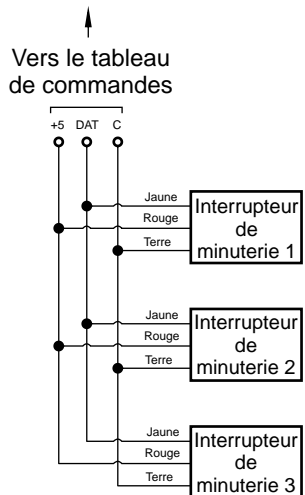 Vers le tableau
de commandes
+5 DAT C
Jaune
Rouge
Terre
Interrupteur
de
minuterie 1
Jaune
Rouge
Terre
Interrupteur
de
minuterie 2
Jaune
Rouge
Terre
Interrupteur
de
minuterie 3